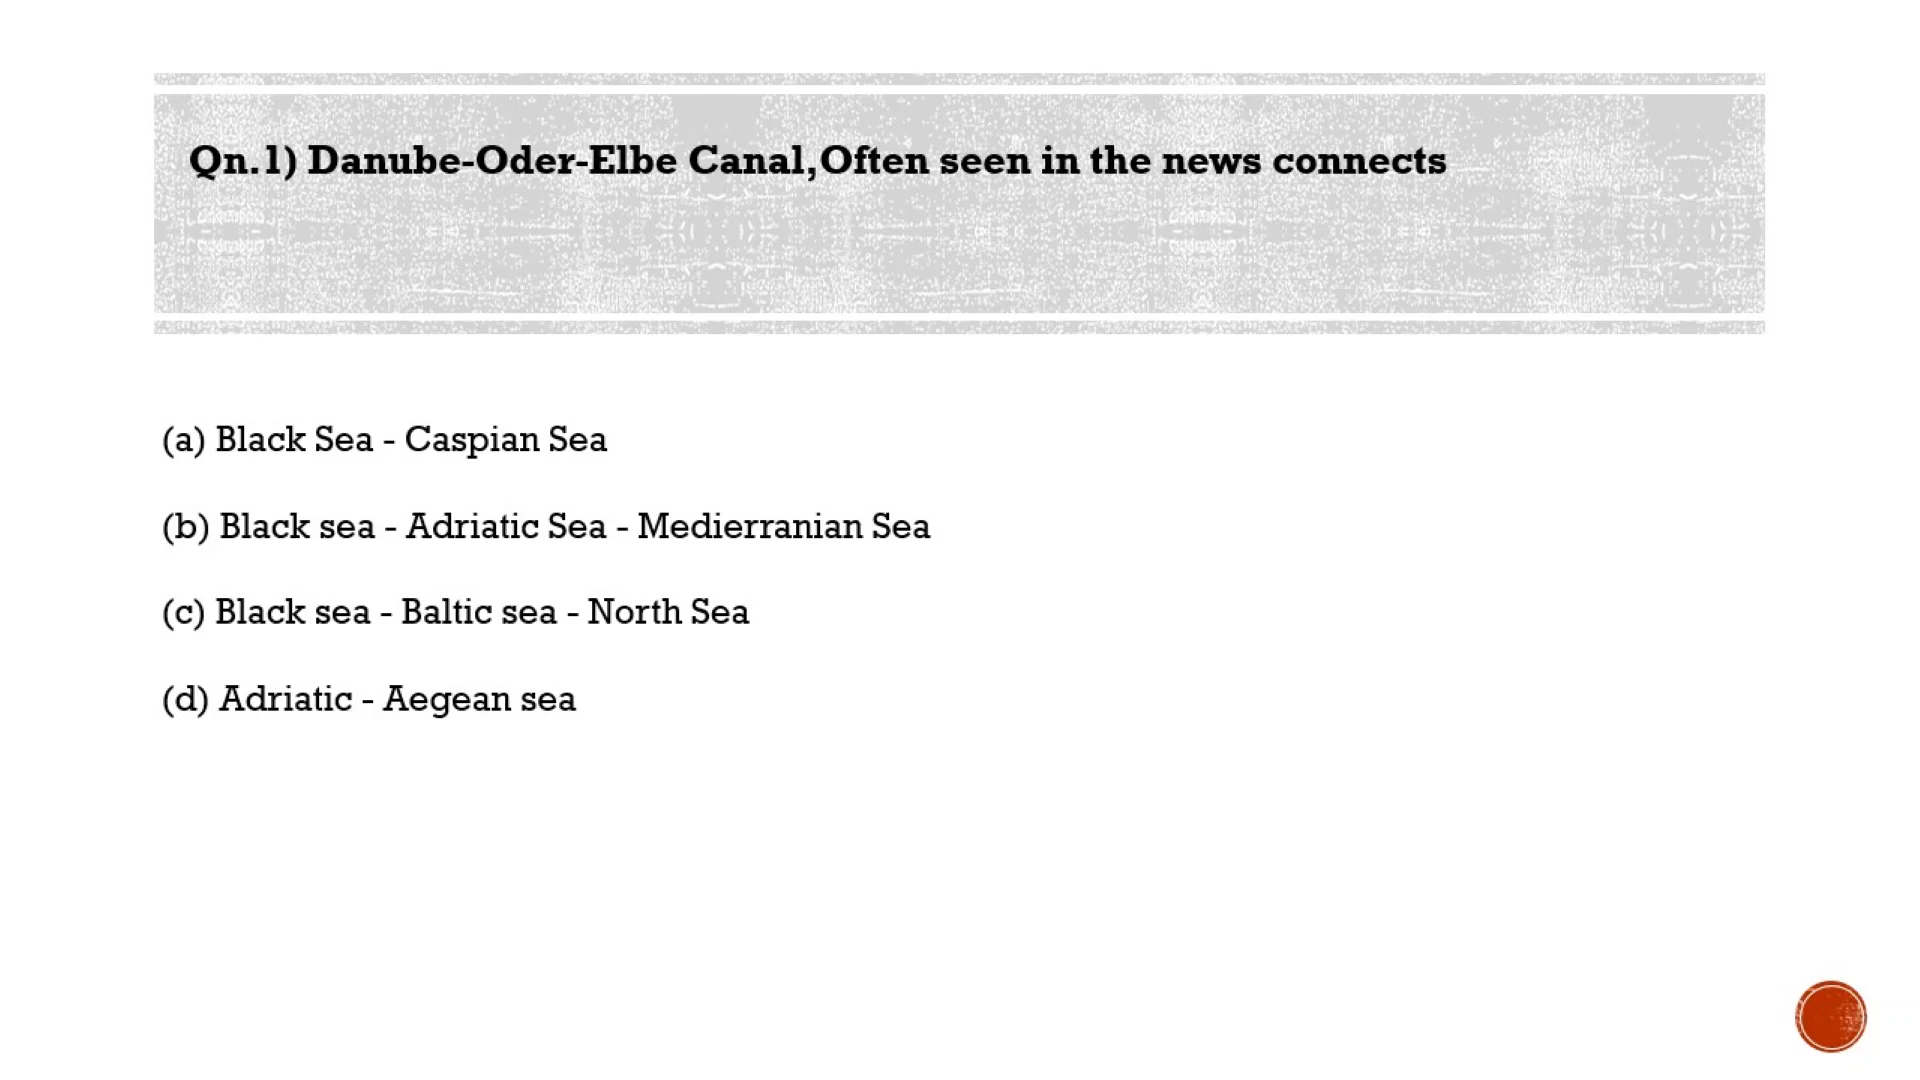 Qn.1) Danube-Oder-Elbe Canal,Often seen in the news connects
(a) Black Sea - Caspian Sea
(b) Black sea - Adriatic Sea - Medierranian Sea
(c) Black sea - Baltic sea - North Sea
(d) Adriatic - Aegean sea